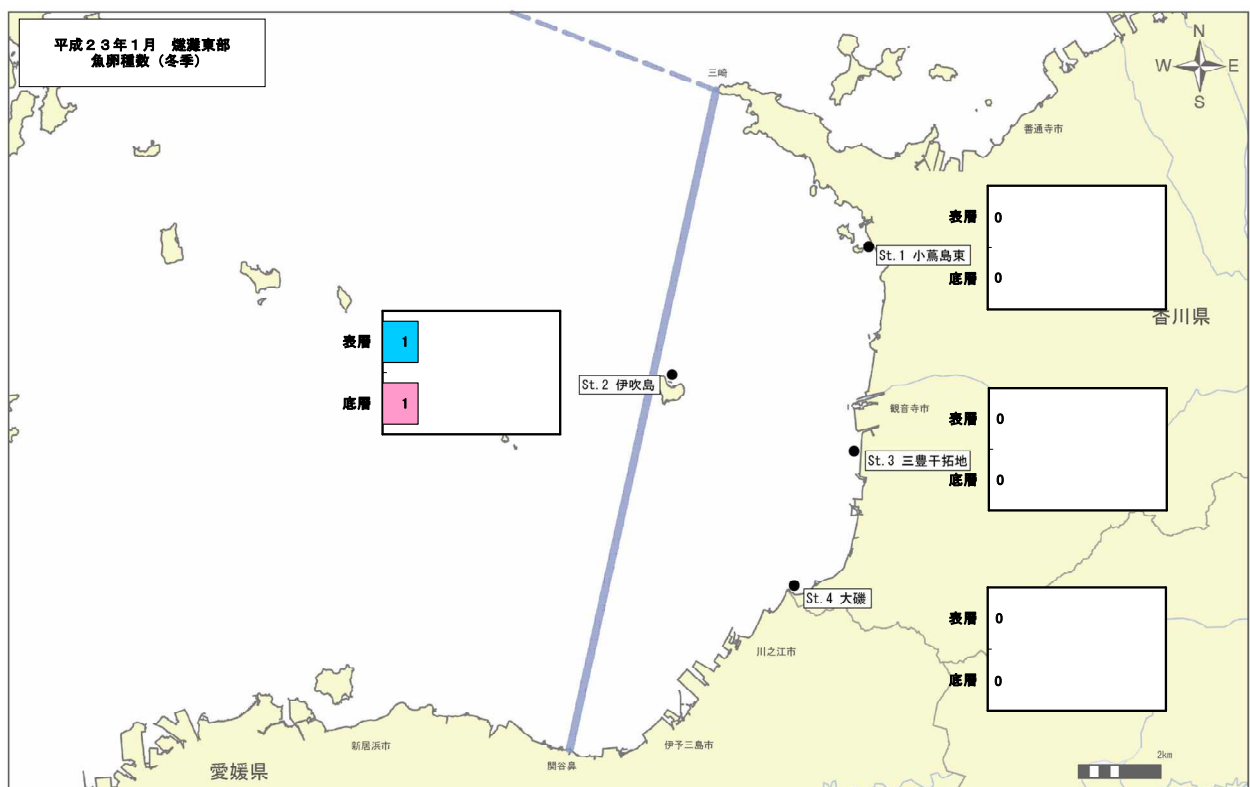 平成23年1月 燧灘東部
魚卵種数(冬季)
N
W E
S
三崎
善通寺市
表層 0
底層 0
St.1 小蔦島東
香川県
表層 1
底層 1
St.2 伊吹島
観音寺市
表層 0
底層 0
St.3 三豊干拓地
St.4 大磯
表層 0
底層 0
川之江市
伊予三島市
新居浜市
関谷鼻
愛媛県
2km